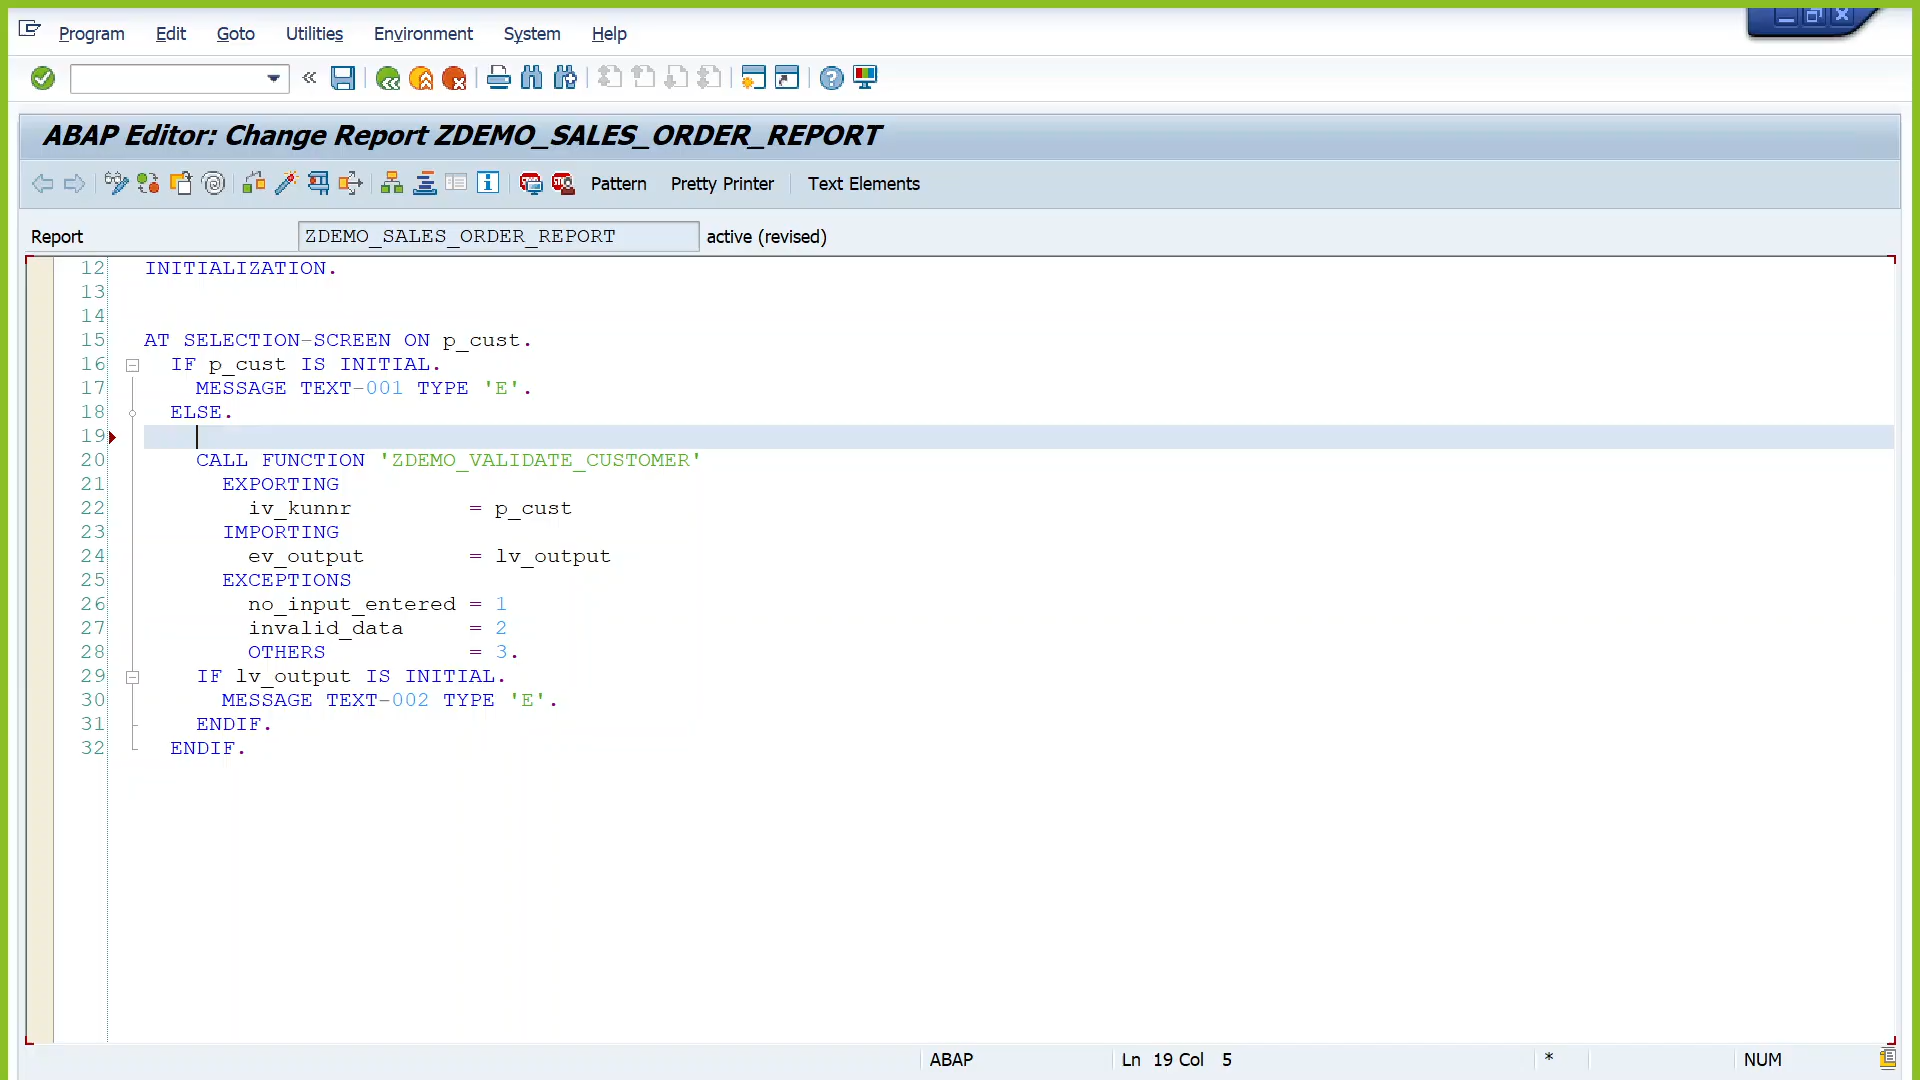 Program Edit Goto Utilities Environment System Help
ABAP Editor: Change Report ZDEMO_SALES_ORDER_REPORT
Pattern Pretty Printer Text Elements
Report ZDEMO_SALES_ORDER_REPORT active (revised)
12 INITIALIZATION.
13
14
15 AT SELECTION-SCREEN ON p_cust.
16 IF p_cust IS INITIAL.
17 MESSAGE TEXT-001 TYPE 'E'.
18 ELSE.
19
20 CALL FUNCTION 'ZDEMO_VALIDATE_CUSTOMER'
21 EXPORTING
22 iv_kunnr = p_cust
23 IMPORTING
24 ev_output = lv_output
25 EXCEPTIONS
26 no_input_entered = 1
27 invalid_data = 2
28 OTHERS = 3.
29 IF lv_output IS INITIAL.
30 MESSAGE TEXT-002 TYPE 'E'.
31 ENDIF.
32 ENDIF.
ABAP Ln 19 Col 5 * NUM